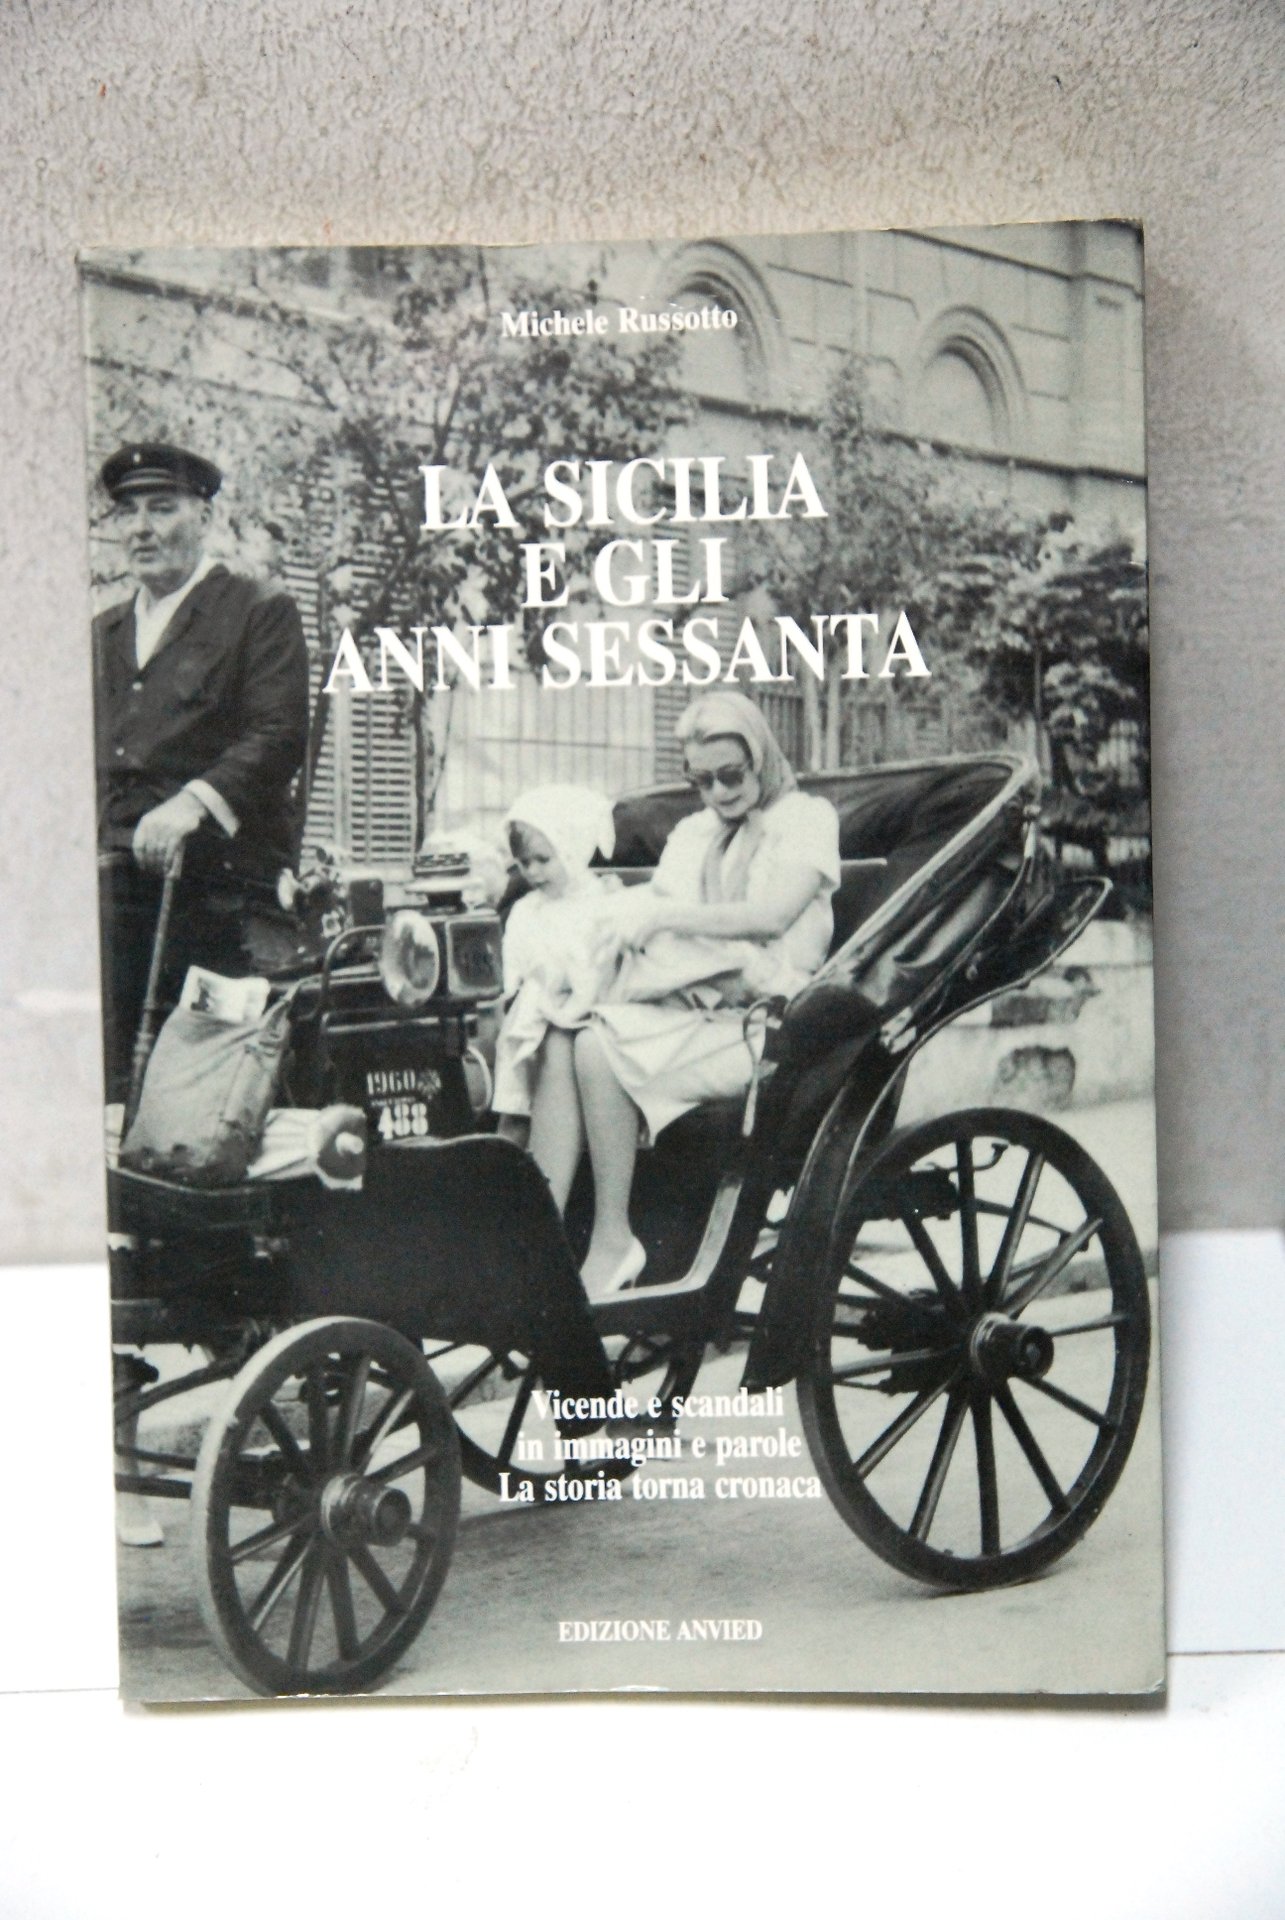 Michele Russotto
LA SICILIA
E GLI
ANNI SESSANTA
1960
488
Vicende e scandali
in immagini e parole
La storia torna cronaca
EDIZIONE ANVIED